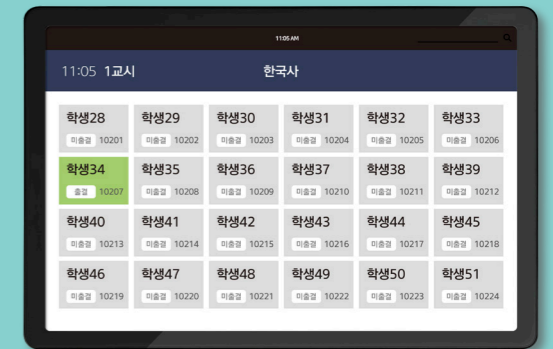 11:05 AM
11:05 1교시 한국사
학생28 학생29 학생30 학생31 학생32 학생33
미출결 10201 미출결 10202 미출결 10203 미출결 10204 미출결 10205 미출결 10206
학생34 학생35 학생36 학생37 학생38 학생39
출결 10207 미출결 10208 미출결 10209 미출결 10210 미출결 10211 미출결 10212
학생40 학생41 학생42 학생43 학생44 학생45
미출결 10213 미출결 10214 미출결 10215 미출결 10216 미출결 10217 미출결 10218
학생46 학생47 학생48 학생49 학생50 학생51
미출결 10219 미출결 10220 미출결 10221 미출결 10222 미출결 10223 미출결 10224